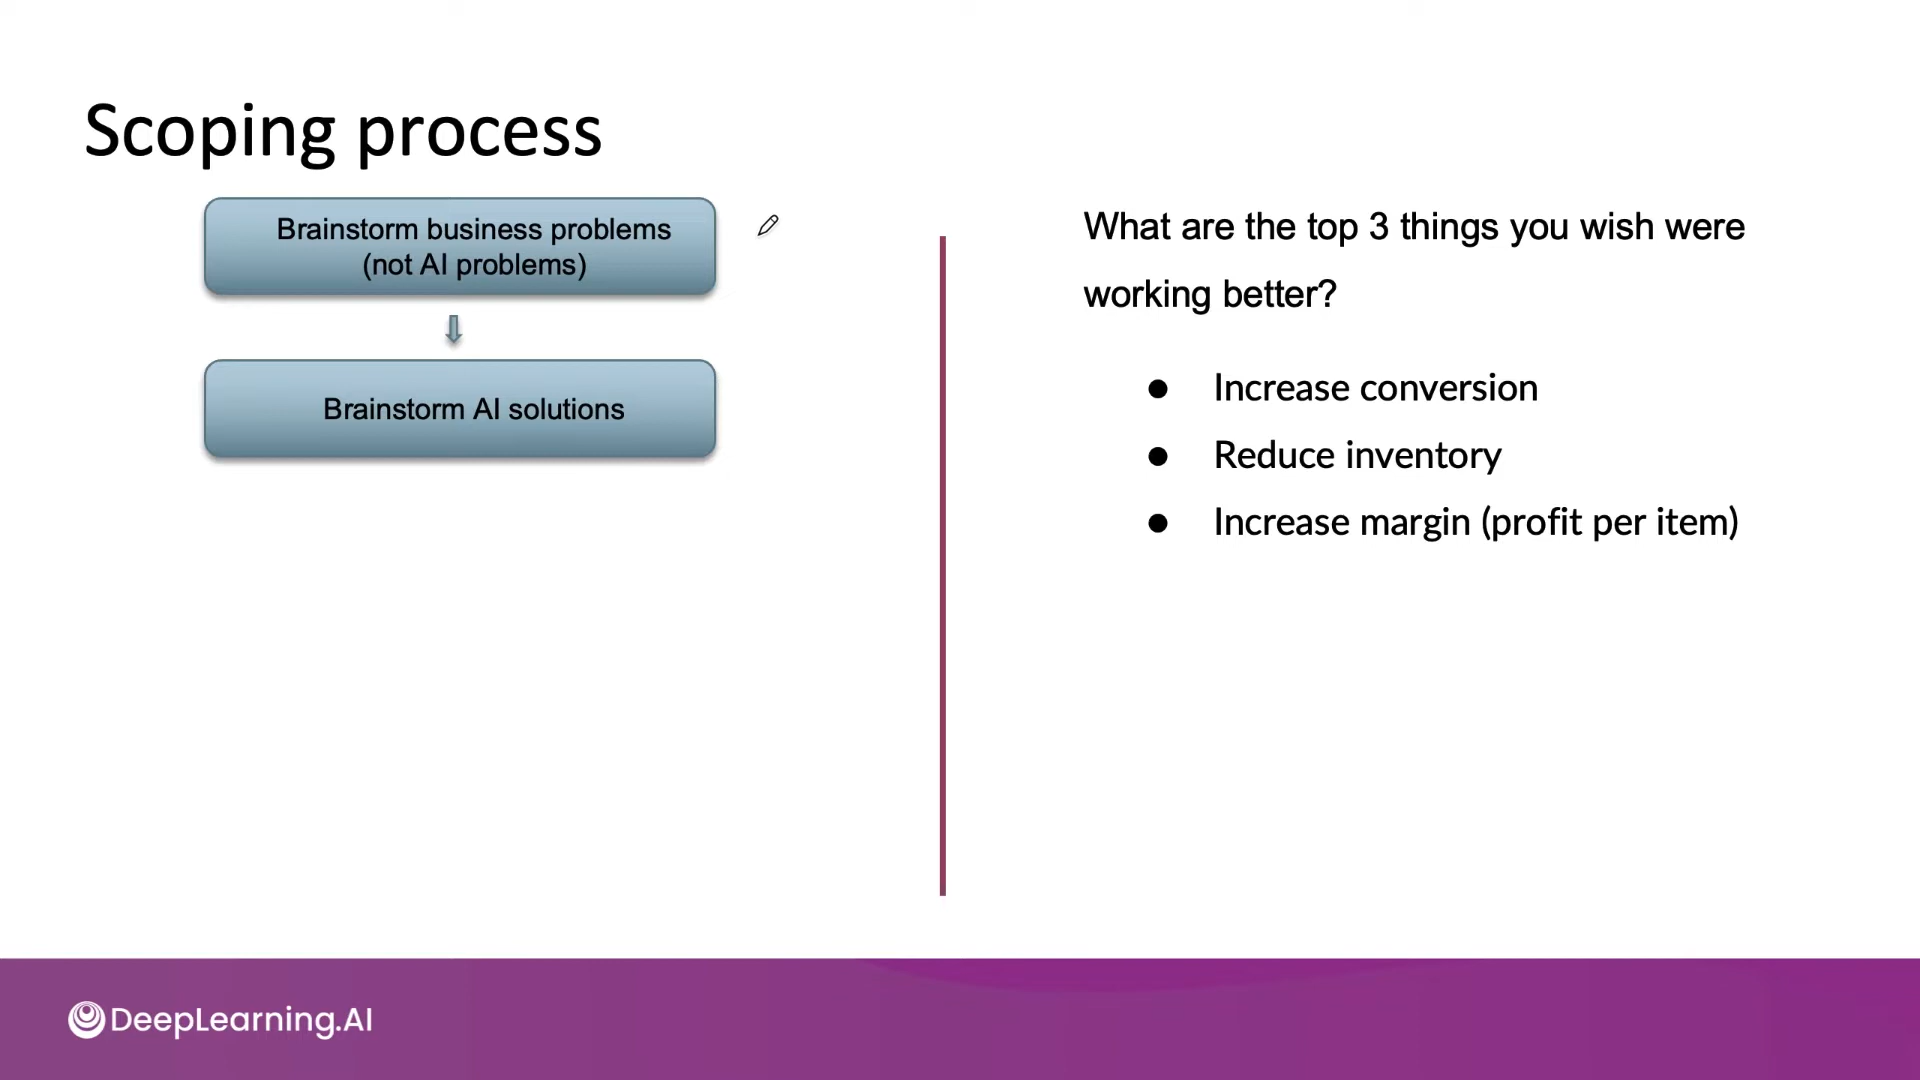 Scoping process
Brainstorm business problems
(not AI problems)
Brainstorm AI solutions
What are the top 3 things you wish were
working better?
● Increase conversion
● Reduce inventory
● Increase margin (profit per item)
DeepLearning.AI